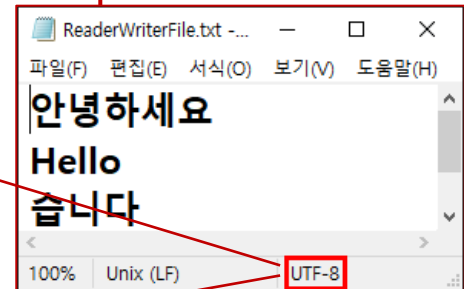 ReaderWriterFile.txt -...
파일(F) 편집(E) 서식(O) 보기(V) 도움말(H)
안녕하세요
Hello
습니다
100% Unix (LF) UTF-8